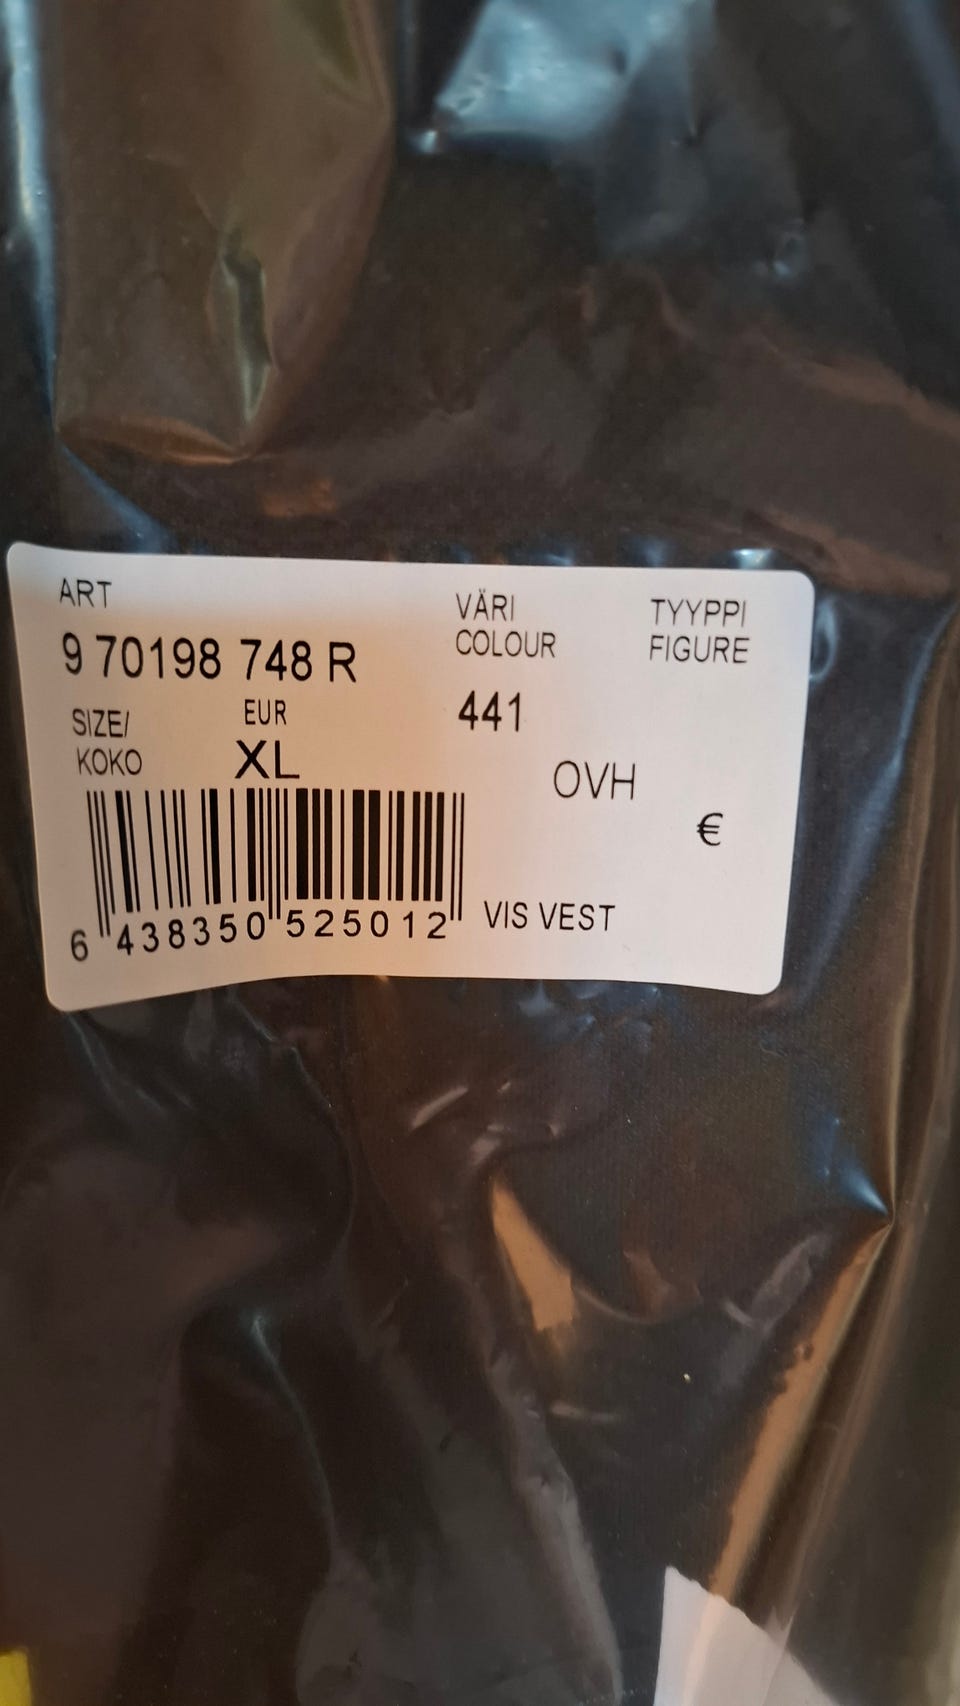 ART
9 70198 748 R
SIZE/
KOKO
EUR
XL
VÄRI
COLOUR
441
TYYPPI
FIGURE
OVH
€
6 438350 525012
VIS VEST